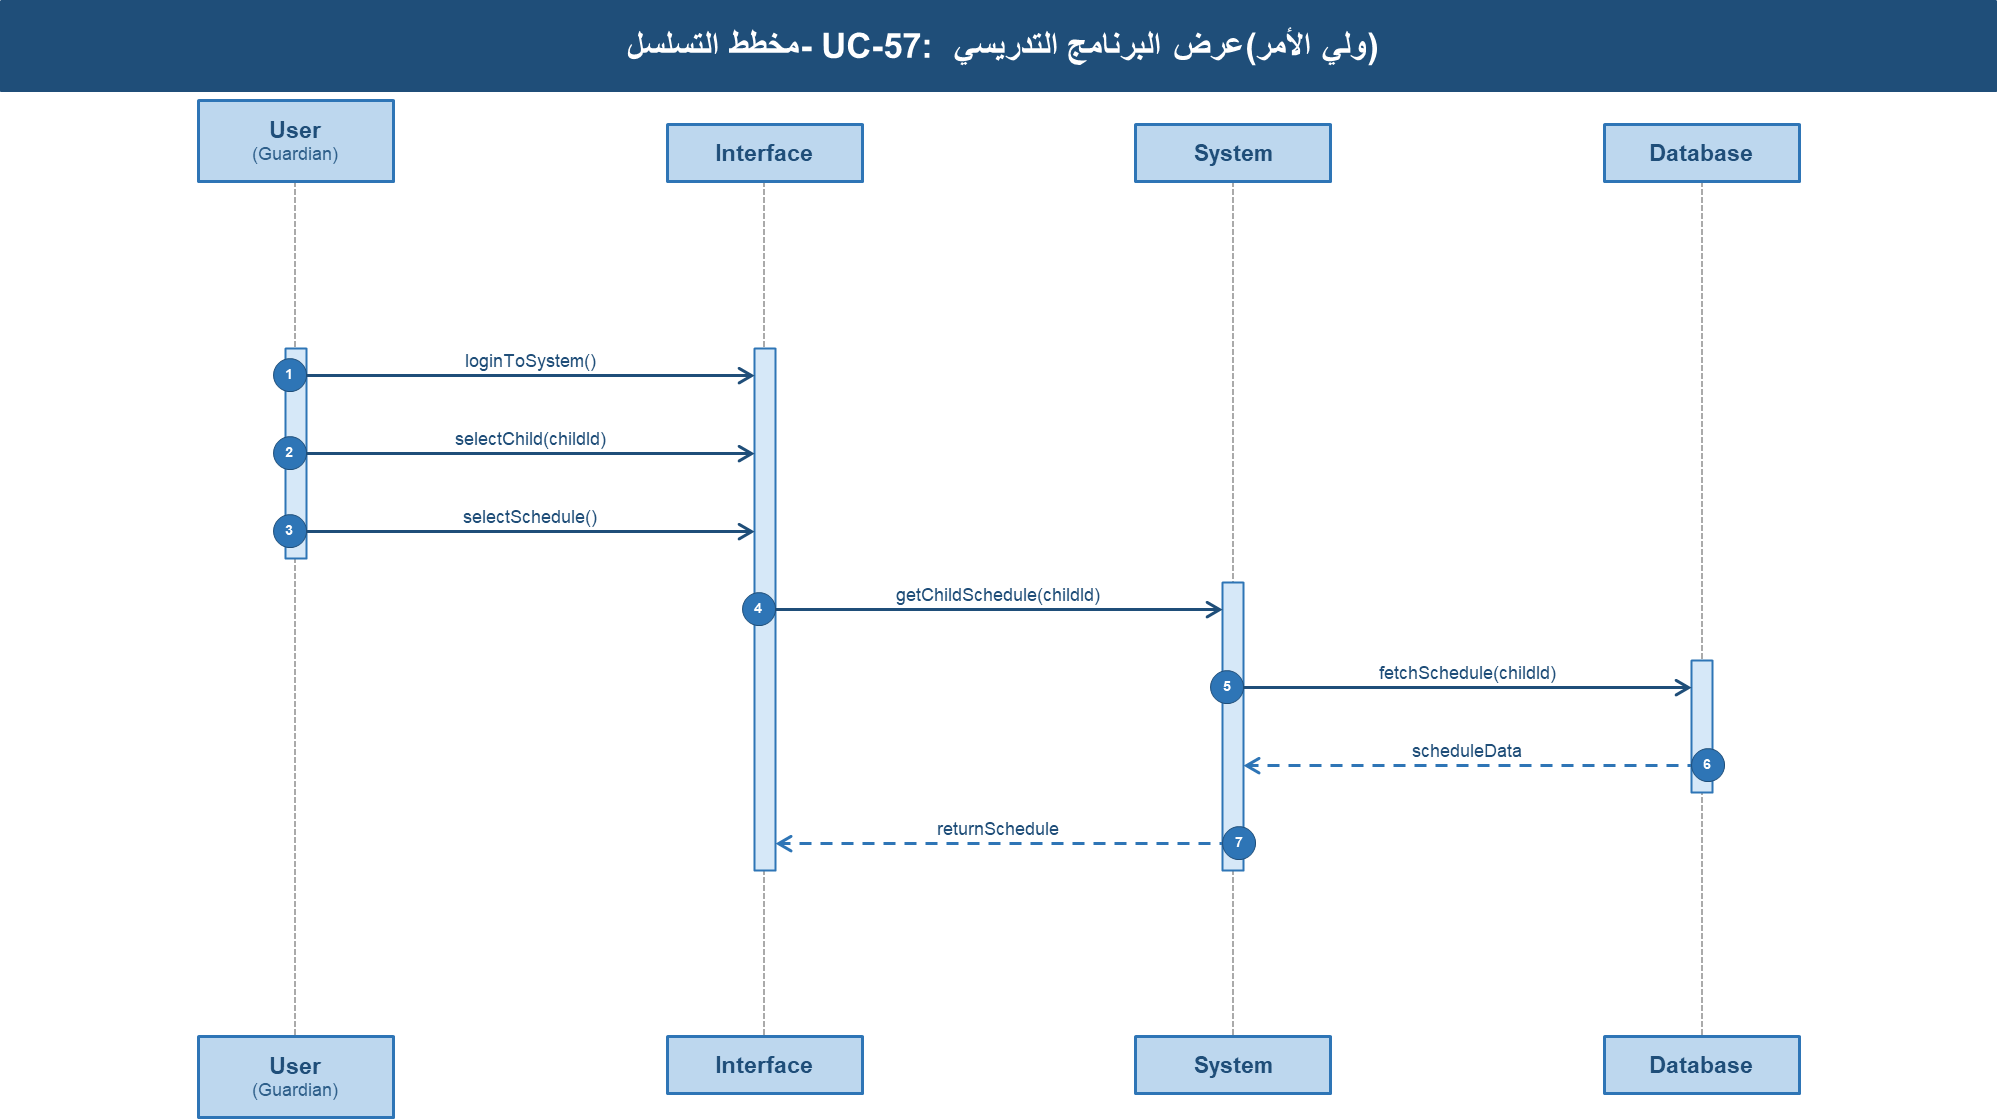 مخطط التسلسل - UC-57: عرض البرنامج التدريسي (ولي الأمر)
User
(Guardian)
Interface
System
Database
1
loginToSystem()
2
selectChild(childId)
3
selectSchedule()
4
getChildSchedule(childId)
5
fetchSchedule(childId)
scheduleData
6
returnSchedule
7
User
(Guardian)
Interface
System
Database